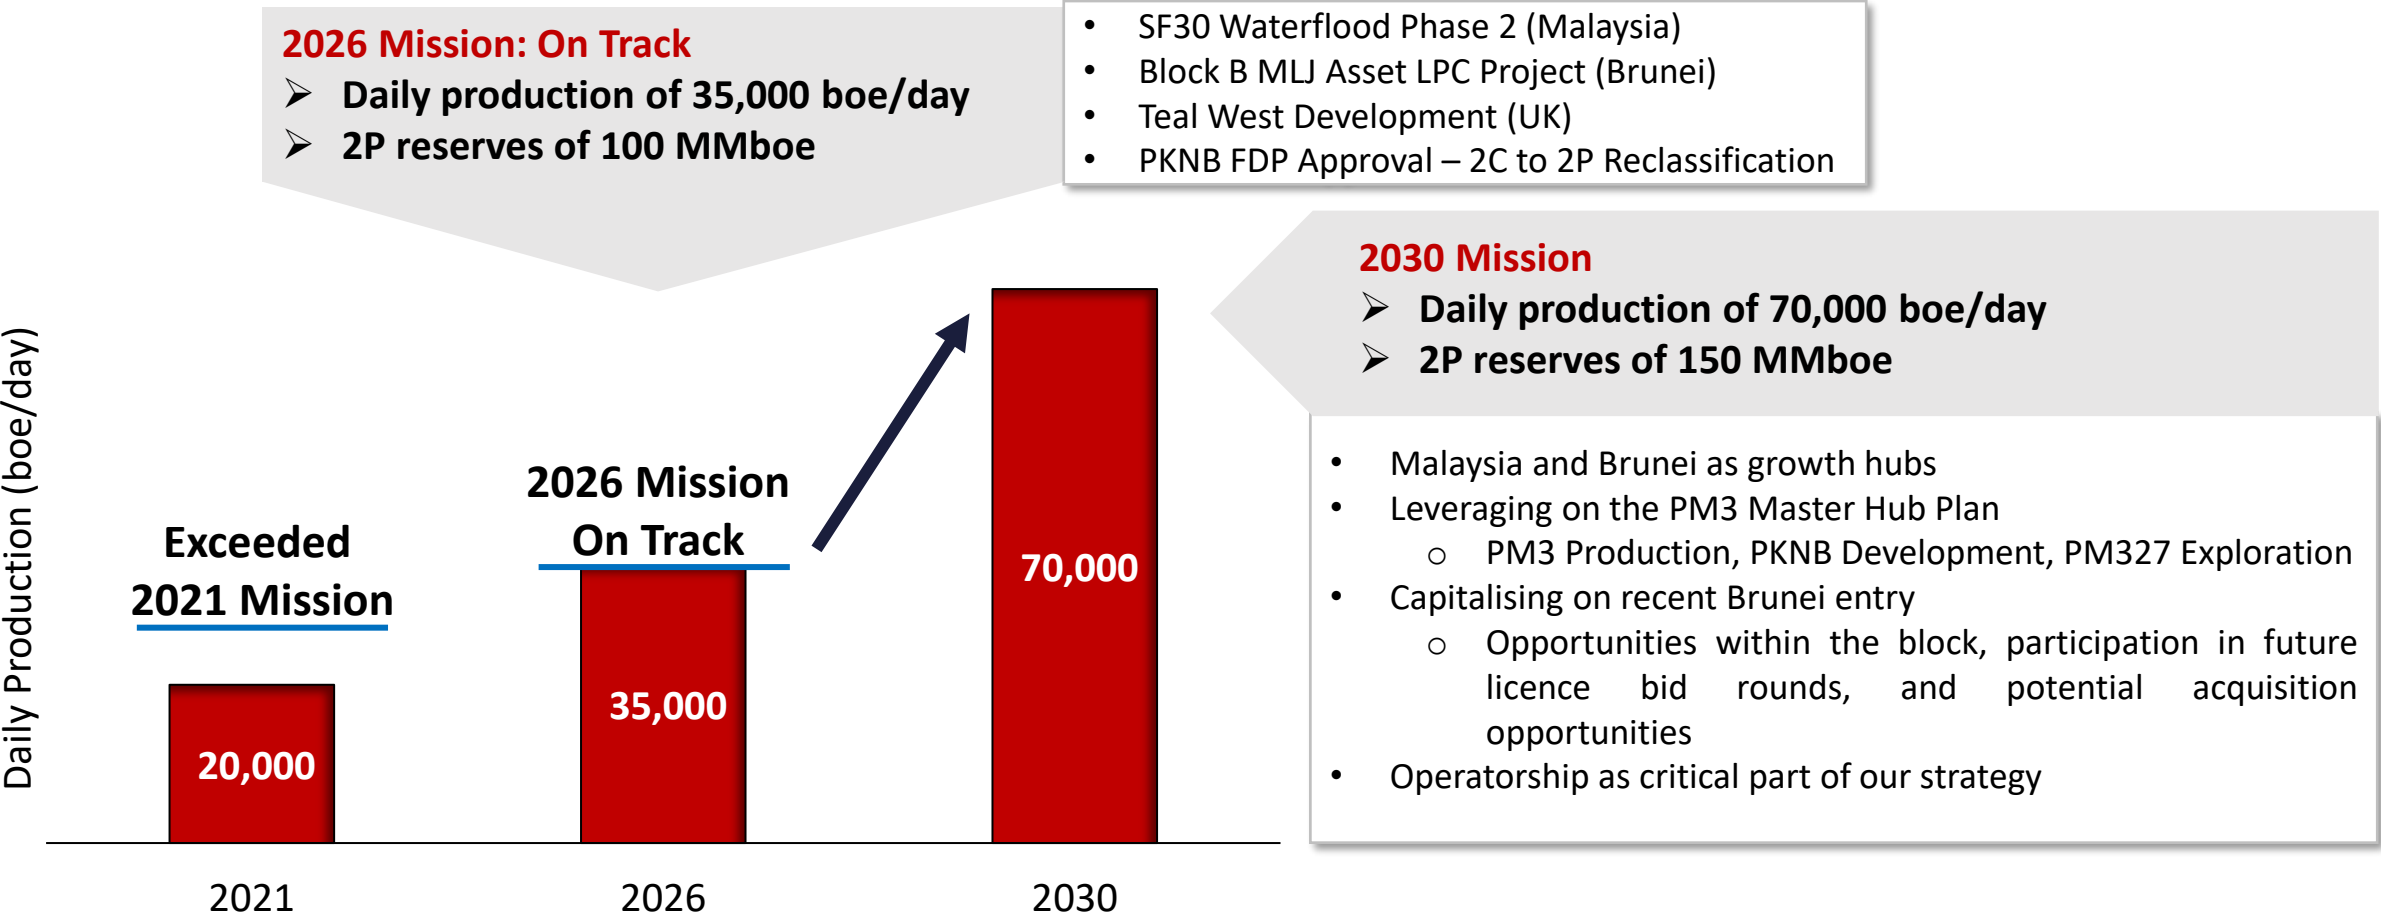 2026 Mission: On Track
➢ Daily production of 35,000 boe/day
➢ 2P reserves of 100 MMboe
• SF30 Waterflood Phase 2 (Malaysia)
• Block B MLJ Asset LPC Project (Brunei)
• Teal West Development (UK)
• PKNB FDP Approval – 2C to 2P Reclassification
2030 Mission
➢ Daily production of 70,000 boe/day
➢ 2P reserves of 150 MMboe
• Malaysia and Brunei as growth hubs
• Leveraging on the PM3 Master Hub Plan
o PM3 Production, PKNB Development, PM327 Exploration
• Capitalising on recent Brunei entry
o Opportunities within the block, participation in future
licence bid rounds, and potential acquisition
opportunities
• Operatorship as critical part of our strategy
Daily Production (boe/day)
Exceeded
2021 Mission
2026 Mission
On Track
20,000
35,000
70,000
2021
2026
2030